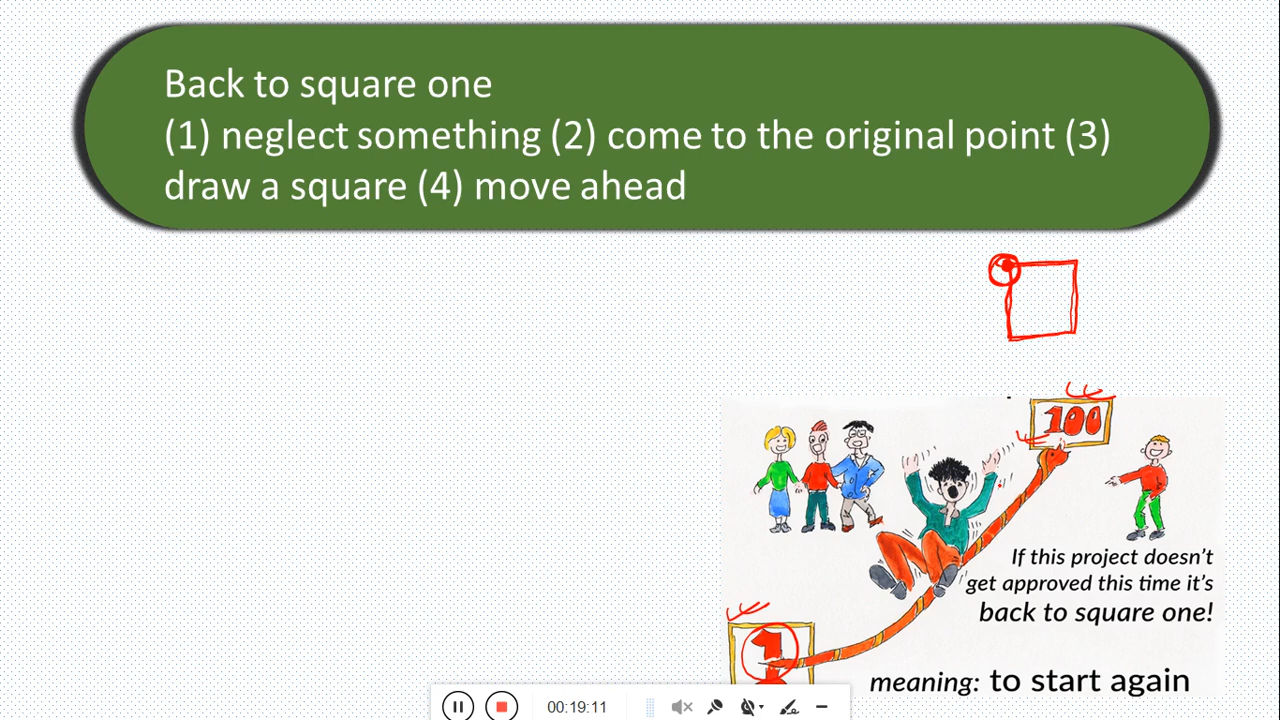 Back to square one
(1) neglect something (2) come to the original point (3)
draw a square (4) move ahead
100
If this project doesn't
get approved this time it's
back to square one!
1
meaning: to start again
00:19:11